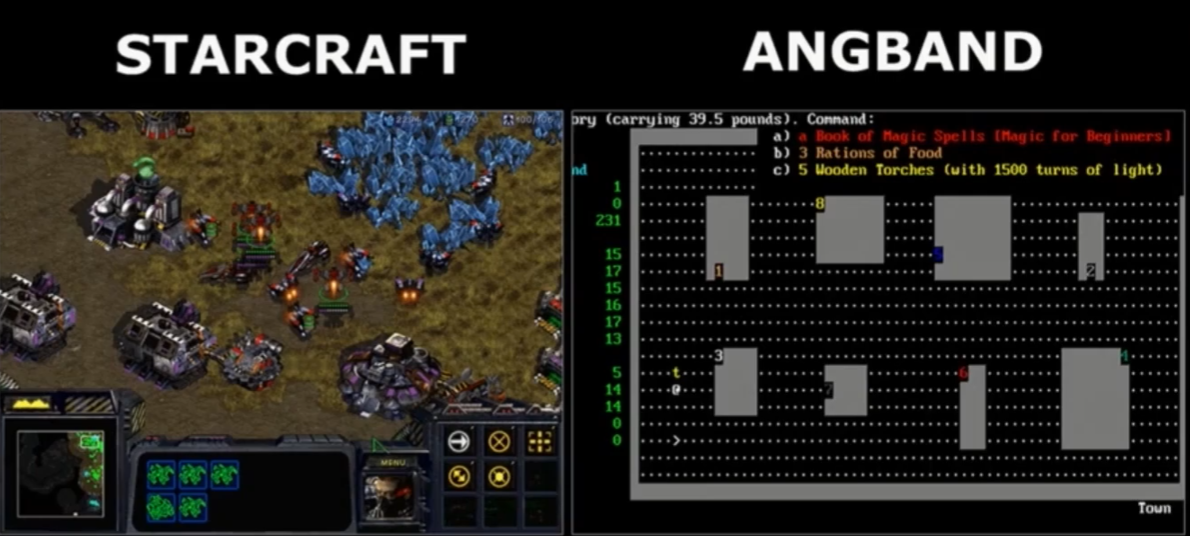 STARCRAFT
ANGBAND
ory (carrying 39.5 pounds). Command:
a) a Book of Magic Spells [Magic for Beginners]
b) 3 Rations of Food
c) 5 Wooden Torches (with 1500 turns of light)
nd
1
0
231
15
17
15
16
17
13
5
14
14
0
0
8
1
2
3
4
t
@
7
6
>
MENU
Town